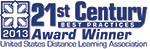 21st Century
BEST PRACTICES
2013
Award Winner
United States Distance Learning Association